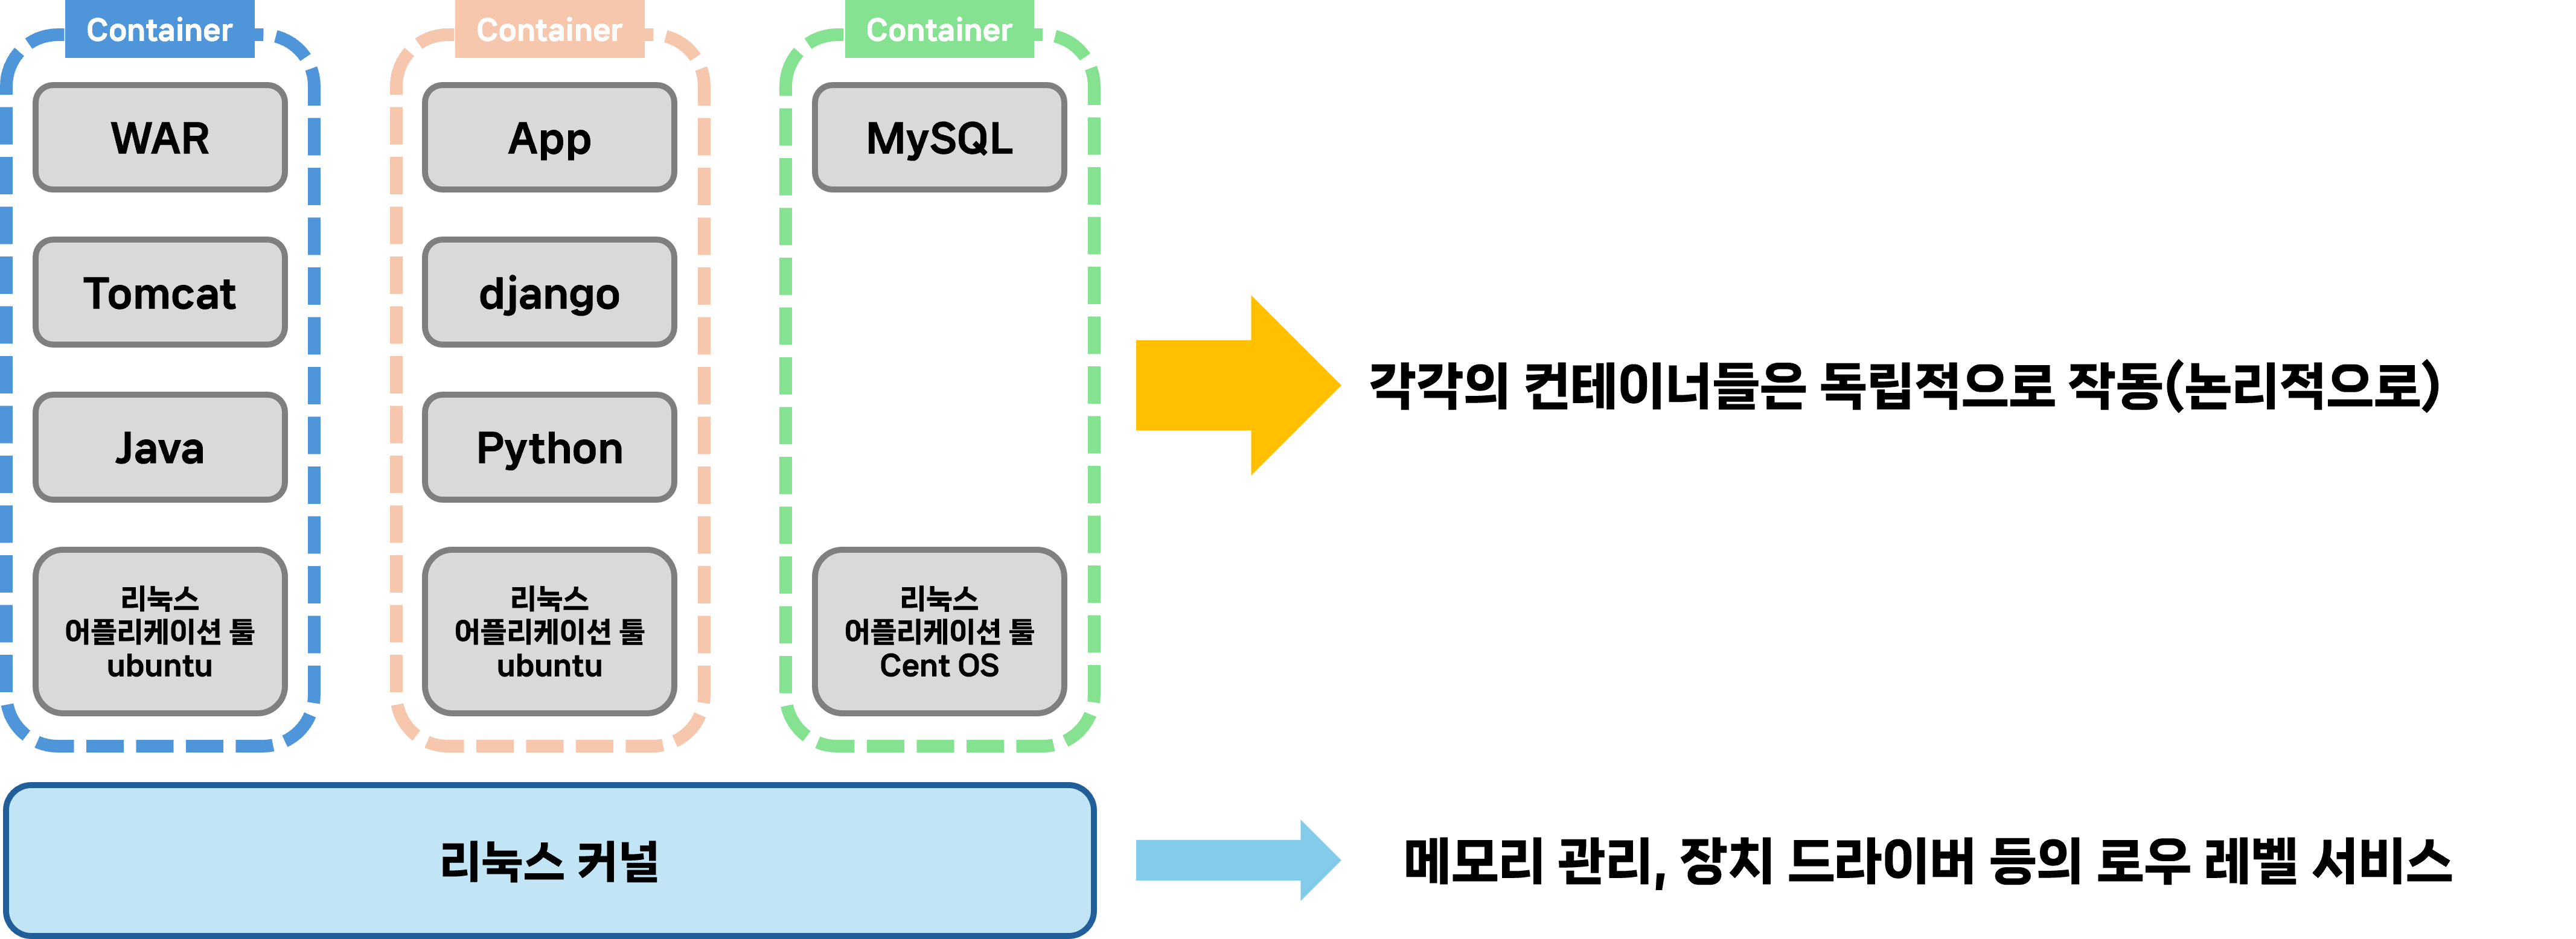 Container
WAR
Tomcat
Java
리눅스
어플리케이션 툴
ubuntu
Container
App
django
Python
리눅스
어플리케이션 툴
ubuntu
Container
MySQL
리눅스
어플리케이션 툴
Cent OS
각각의 컨테이너들은 독립적으로 작동(논리적으로)
리눅스 커널
메모리 관리, 장치 드라이버 등의 로우 레벨 서비스